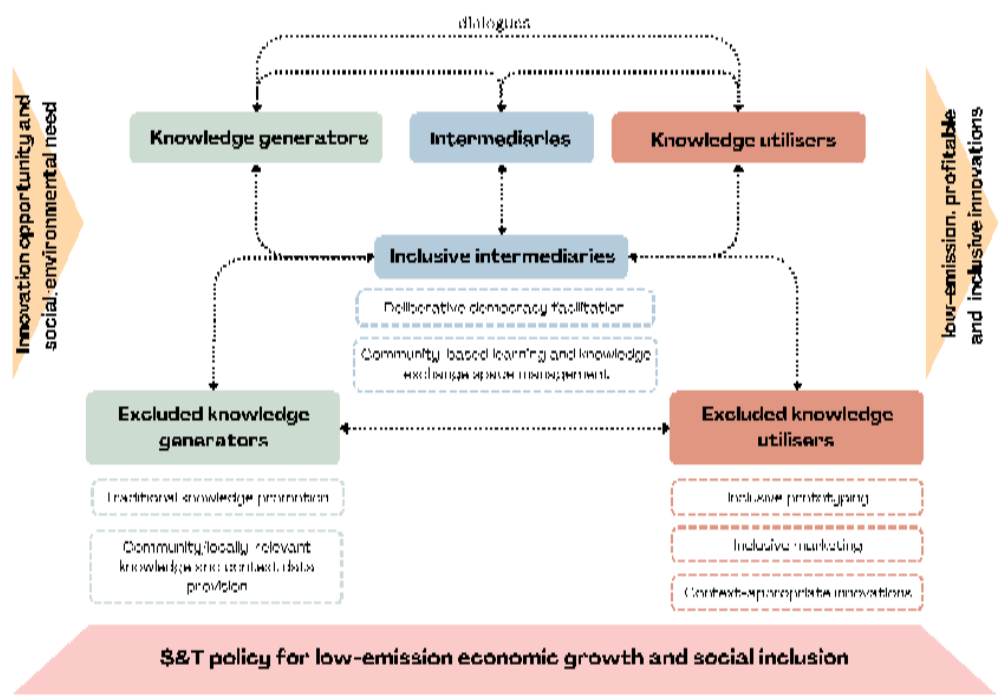 dialogues
Innovation opportunity and
social, environmental need
Knowledge generators
Intermediaries
Knowledge utilisers
low-emission, profitable
and inclusive innovations
Inclusive intermediaries
Deliberative democracy facilitation
Community-based learning and knowledge
exchange space management
Excluded knowledge
generators
Excluded knowledge
utilisers
Traditional knowledge promotion
Community/locally-relevant
knowledge and context data
provision
Inclusive prototyping
Inclusive marketing
Context-appropriate innovations
S&T policy for low-emission economic growth and social inclusion